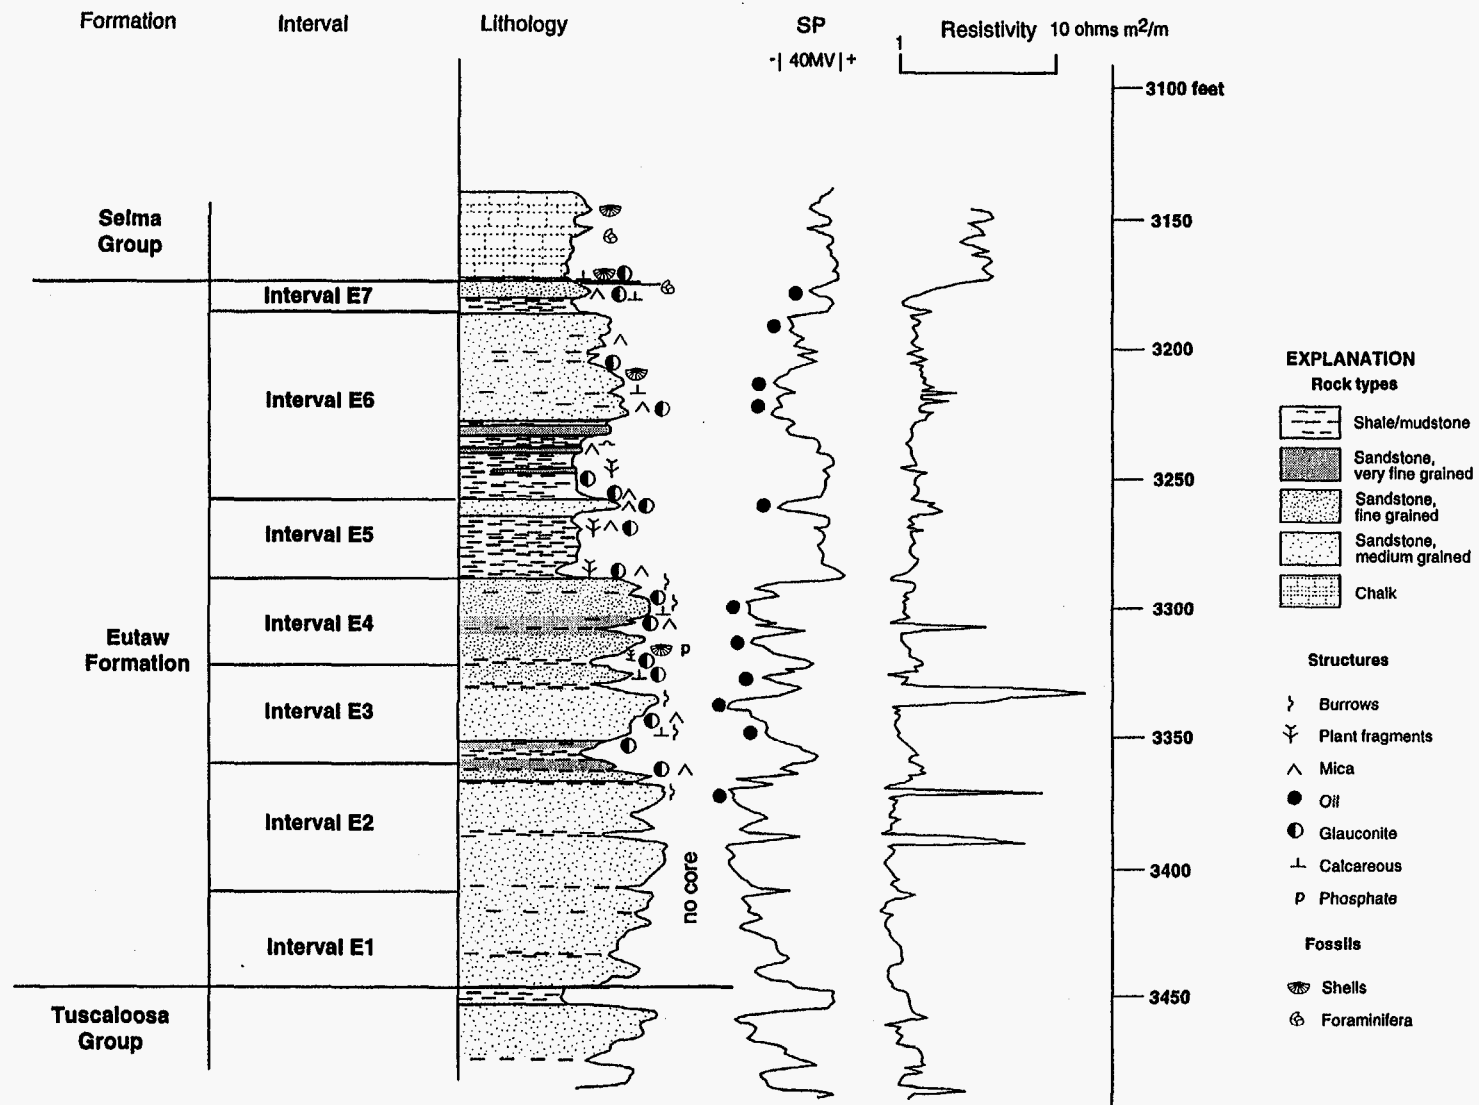 Formation Interval Lithology SP Resistivity 10 ohms m2/m
1
-| 40MV | +
3100 feet
Selma
Group
3150
Interval E7
3200
Interval E6
3250
Interval E5
3300
Interval E4
p
Eutaw
Formation
Interval E3
3350
Interval E2
no core
3400
Interval E1
3450
Tuscaloosa
Group
EXPLANATION
Rock types
Shale/mudstone
Sandstone,
very fine grained
Sandstone,
fine grained
Sandstone,
medium grained
Chalk
Structures
Burrows
Plant fragments
Mica
Oil
Glauconite
Calcareous
p Phosphate
Fossils
Shells
Foraminifera